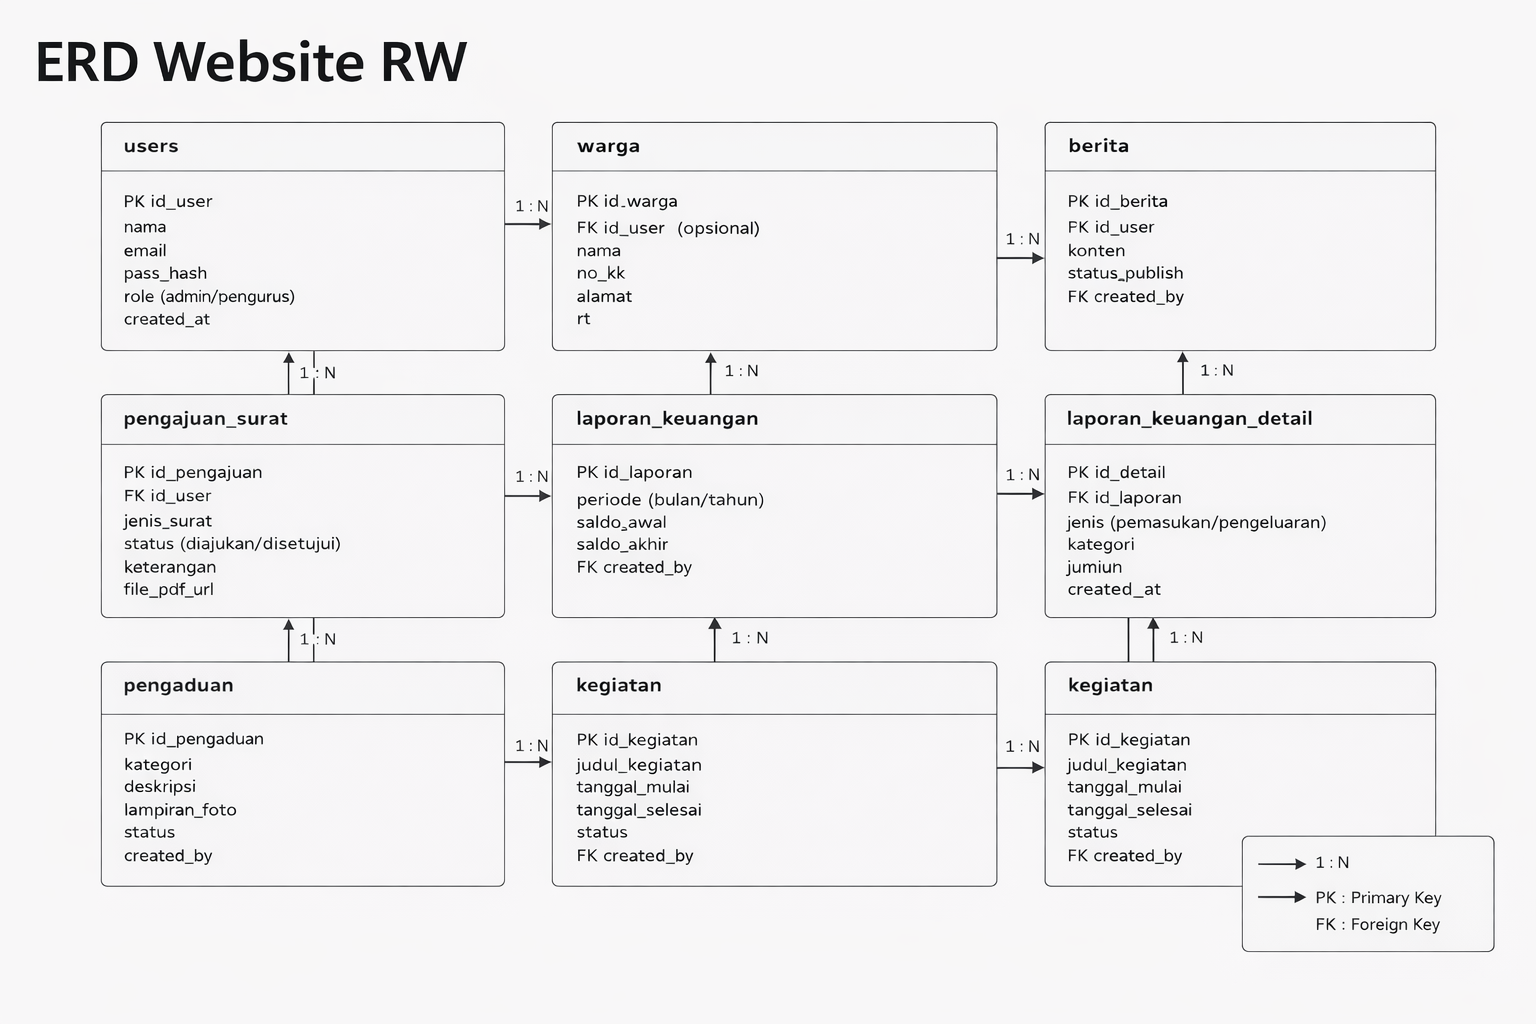 ERD Website RW
users
PK id_user
nama
email
pass_hash
role (admin/pengurus)
created_at
1 : N
warga
PK id_warga
FK id_user (opsional)
nama
no_kk
alamat
rt
1 : N
berita
PK id_berita
PK id_user
konten
status_publish
FK created_by
1 : N
1 : N
1 : N
pengajuan_surat
PK id_pengajuan
FK id_user
jenis_surat
status (diajukan/disetujui)
keterangan
file_pdf_url
1 : N
laporan_keuangan
PK id_laporan
periode (bulan/tahun)
saldo_awal
saldo_akhir
FK created_by
1 : N
laporan_keuangan_detail
PK id_detail
FK id_laporan
jenis (pemasukan/pengeluaran)
kategori
jumiun
created_at
1 : N
1 : N
1 : N
pengaduan
PK id_pengaduan
kategori
deskripsi
lampiran_foto
status
created_by
1 : N
kegiatan
PK id_kegiatan
judul_kegiatan
tanggal_mulai
tanggal_selesai
status
FK created_by
1 : N
kegiatan
PK id_kegiatan
judul_kegiatan
tanggal_mulai
tanggal_selesai
status
FK created_by
1 : N
PK : Primary Key
FK : Foreign Key